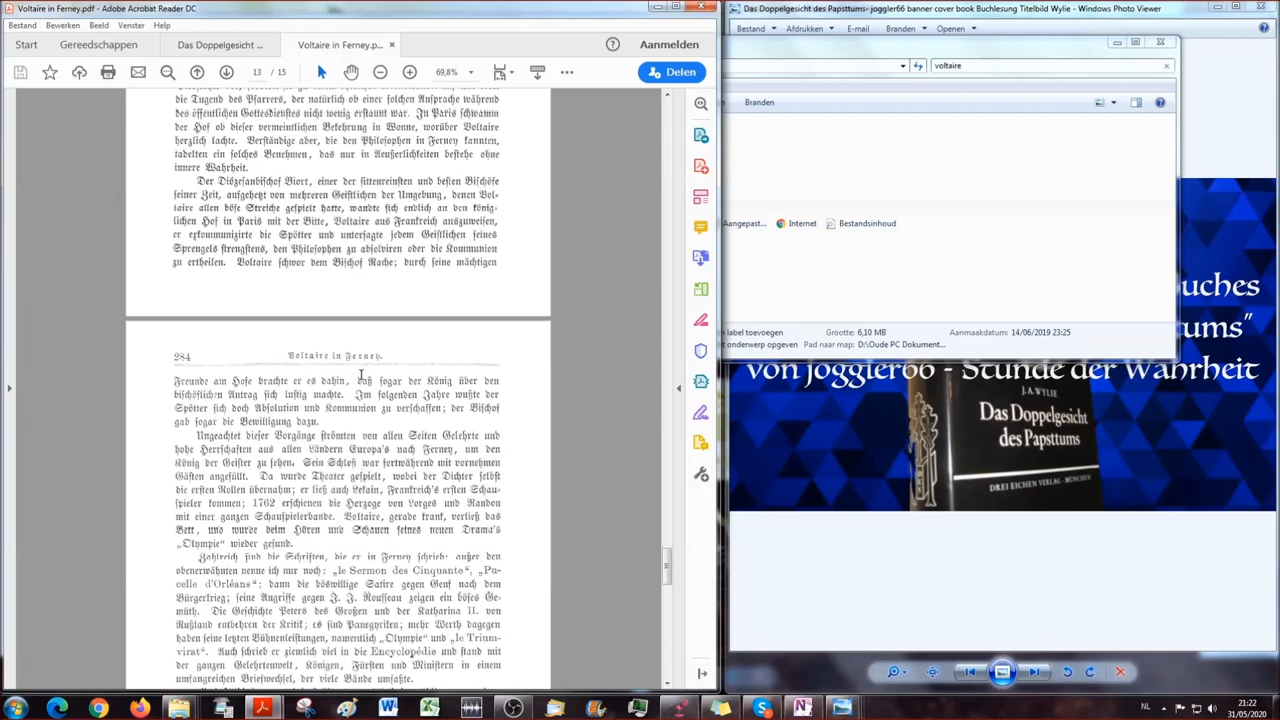 Voltaire in Ferney.pdf - Adobe Acrobat Reader DC
Bestand Bewerken Beeld Venster Help
Start Gereedschappen Das Doppelgesicht ... Voltaire in Ferney.p... × Aanmelden
13 / 15 69,8% Delen
die Tugend des Pfarrers, der natürlich ob einer solchen Ansprache während
des öffentlichen Gottesdienstes nicht wenig erstaunt war. In Paris schwamm
der Hof ob dieser vermeintlichen Bekehrung in Wonne, worüber Voltaire
herzlich lachte. Verständige aber, die den Philosophen in Ferney kannten,
tadelten ein solches Benehmen, das nur in Aeußerlichkeiten bestehe ohne
innere Wahrheit.
Der Diözesanbischof Biort, einer der sittenreinsten und besten Bischöfe
seiner Zeit, aufgehetzt von mehreren Geistlichen der Umgebung, denen Vol-
taire allen böse Streiche gespielt hatte, wandte sich endlich an den könig-
lichen Hof in Paris mit der Bitte, Voltaire aus Frankreich auszuweisen,
er exkommunizirte die Spötter und untersagte jedem Geistlichen seines
Sprengels strengstens, den Philosophen zu absolviren oder die Kommunion
zu ertheilen. Voltaire schwor dem Bischof Rache; durch seine mächtigen
284 Voltaire in Ferney.
Freunde am Hofe brachte er es dahin, daß sogar der König über den
bischöflichen Antrag sich lustig machte. Im folgenden Jahre wußte der
Spötter sich doch Absolution und Kommunion zu verschaffen; der Bischof
gab sogar die Bewilligung dazu.
Ungeachtet dieser Vorgänge strömten von allen Seiten Gelehrte und
hohe Herrschaften aus allen Ländern Europa's nach Ferney, um den
König der Geister zu sehen. Sein Schloß war fortwährend mit vornehmen
Gästen angefüllt. Da wurde Theater gespielt, wobei der Dichter selbst
die ersten Rollen übernahm; er ließ auch Lekain, Frankreich's ersten Schau-
spieler kommen; 1762 erschienen die Herzoge von Lorges und Randon
mit einer ganzen Schauspielerbande. Voltaire, gerade krank, verließ das
Bett, und wurde beim Hören und Schauen seines neuen Drama's
„Olympie“ wieder gesund.
Zahlreich sind die Schriften, die er in Ferney schrieb: außer den
obenerwähnten nenne ich nur noch: „le Sermon des Cinquante“, „Pu-
celle d'Orléans“; dann die böswillige Satire gegen Genf nach dem
Bürgerkrieg; seine Angriffe gegen J. J. Rousseau zeigen ein böses Ge-
müth. Die Geschichte Peters des Großen und der Katharina II. von
Rußland entbehren der Kritik; es sind Panegyriken; mehr Werth dagegen
haben seine letzten Bühnenleistungen, namentlich „Olympie“ und „le Trium-
virat“. Auch schrieb er ziemlich viel in die Encyclopédie und stand mit
der ganzen Gelehrtenwelt, Königen, Fürsten und Ministern in einem
umfangreichen Briefwechsel, der viele Bände umfaßte.
Das Doppelgesicht des Papsttums- joggler66 banner cover book Buchlesung Titelbild Wylie - Windows Photo Viewer
Bestand Afdrukken E-mail Branden Openen
voltaire
Branden
Aangepast... Internet Bestandsinhoud
n label toevoegen Grootte: 6,10 MB Aanmaakdatum: 14/06/2019 23:25
t onderwerp opgeven Pad naar map: D:\Oude PC Dokument...
uches
tums"
von joggler66 - Stunde der Wahrheit
J.A.WYLIE
Das Doppelgesicht
des Papsttums
DREI EICHEN VERLAG - MÜNCHEN
NL 21:22
31/05/2020